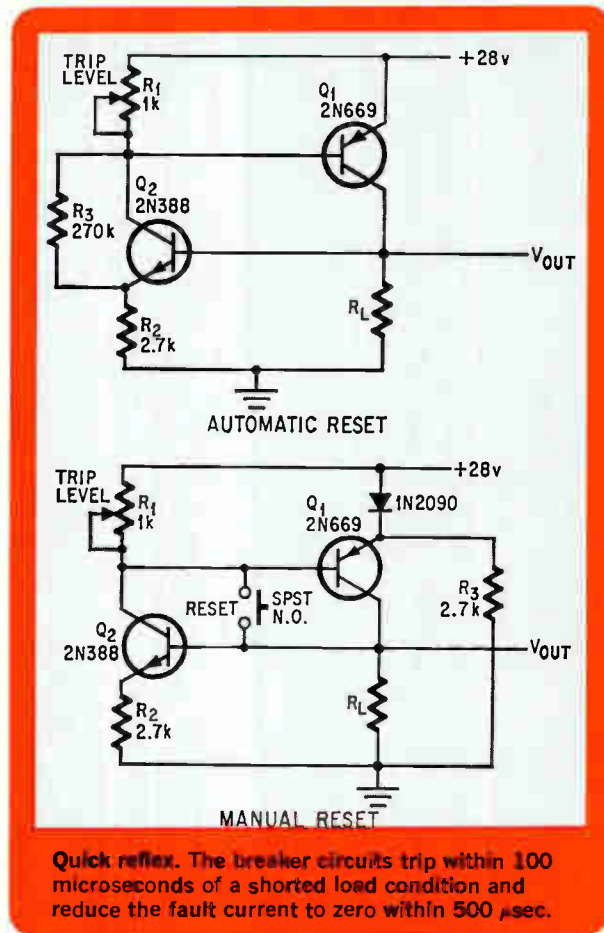 +28v
TRIP
LEVEL
R1
1k
Q1
2N669
Q2
2N388
R3
270k
VOUT
RL
R2
2.7k
AUTOMATIC RESET
+28v
TRIP
LEVEL
R1
1k
Q1
2N669
1N2090
R3
2.7k
RESET
SPST
N.O.
Q2
2N388
VOUT
R2
2.7k
RL
MANUAL RESET
Quick reflex. The breaker circuits trip within 100
microseconds of a shorted load condition and
reduce the fault current to zero within 500 μsec.